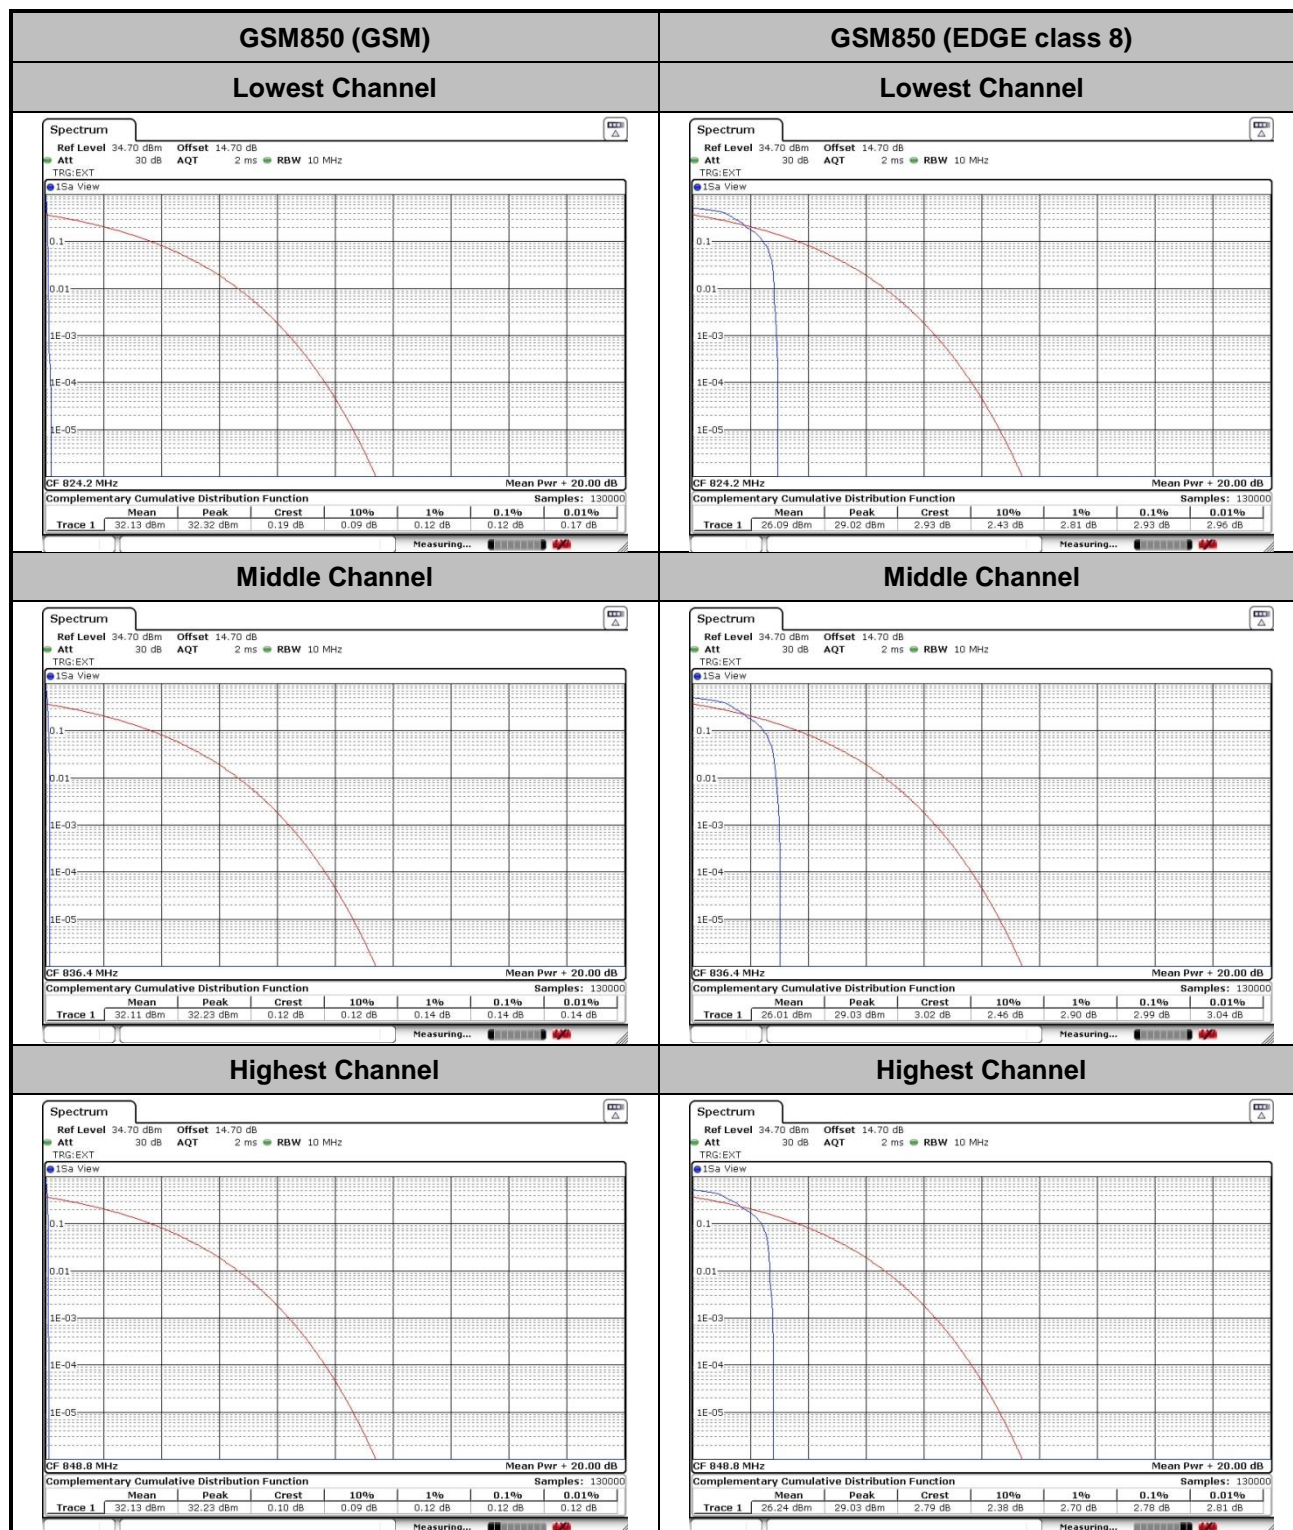 GSM850 (GSM)
GSM850 (EDGE class 8)
Lowest Channel
Lowest Channel
Spectrum
Ref Level 34.70 dBm Offset 14.70 dB
Att 30 dB AQT 2 ms RBW 10 MHz
TRG:EXT
1Sa View
0.1
0.01
1E-03
1E-04
1E-05
CF 824.2 MHz Mean Pwr + 20.00 dB
Complementary Cumulative Distribution Function Samples: 130000
Mean Peak Crest 10% 1% 0.1% 0.01%
Trace 1 32.13 dBm 32.32 dBm 0.19 dB 0.09 dB 0.12 dB 0.12 dB 0.17 dB
Measuring...
Spectrum
Ref Level 34.70 dBm Offset 14.70 dB
Att 30 dB AQT 2 ms RBW 10 MHz
TRG:EXT
1Sa View
0.1
0.01
1E-03
1E-04
1E-05
CF 824.2 MHz Mean Pwr + 20.00 dB
Complementary Cumulative Distribution Function Samples: 130000
Mean Peak Crest 10% 1% 0.1% 0.01%
Trace 1 26.09 dBm 29.02 dBm 2.93 dB 2.43 dB 2.81 dB 2.93 dB 2.96 dB
Measuring...
Middle Channel
Middle Channel
Spectrum
Ref Level 34.70 dBm Offset 14.70 dB
Att 30 dB AQT 2 ms RBW 10 MHz
TRG:EXT
1Sa View
0.1
0.01
1E-03
1E-04
1E-05
CF 836.4 MHz Mean Pwr + 20.00 dB
Complementary Cumulative Distribution Function Samples: 130000
Mean Peak Crest 10% 1% 0.1% 0.01%
Trace 1 32.11 dBm 32.23 dBm 0.12 dB 0.12 dB 0.14 dB 0.14 dB 0.14 dB
Measuring...
Spectrum
Ref Level 34.70 dBm Offset 14.70 dB
Att 30 dB AQT 2 ms RBW 10 MHz
TRG:EXT
1Sa View
0.1
0.01
1E-03
1E-04
1E-05
CF 836.4 MHz Mean Pwr + 20.00 dB
Complementary Cumulative Distribution Function Samples: 130000
Mean Peak Crest 10% 1% 0.1% 0.01%
Trace 1 26.01 dBm 29.03 dBm 3.02 dB 2.46 dB 2.90 dB 2.99 dB 3.04 dB
Measuring...
Highest Channel
Highest Channel
Spectrum
Ref Level 34.70 dBm Offset 14.70 dB
Att 30 dB AQT 2 ms RBW 10 MHz
TRG:EXT
1Sa View
0.1
0.01
1E-03
1E-04
1E-05
CF 848.8 MHz Mean Pwr + 20.00 dB
Complementary Cumulative Distribution Function Samples: 130000
Mean Peak Crest 10% 1% 0.1% 0.01%
Trace 1 32.13 dBm 32.23 dBm 0.10 dB 0.09 dB 0.12 dB 0.12 dB 0.12 dB
Measuring...
Spectrum
Ref Level 34.70 dBm Offset 14.70 dB
Att 30 dB AQT 2 ms RBW 10 MHz
TRG:EXT
1Sa View
0.1
0.01
1E-03
1E-04
1E-05
CF 848.8 MHz Mean Pwr + 20.00 dB
Complementary Cumulative Distribution Function Samples: 130000
Mean Peak Crest 10% 1% 0.1% 0.01%
Trace 1 26.24 dBm 29.03 dBm 2.79 dB 2.38 dB 2.70 dB 2.78 dB 2.81 dB
Measuring...